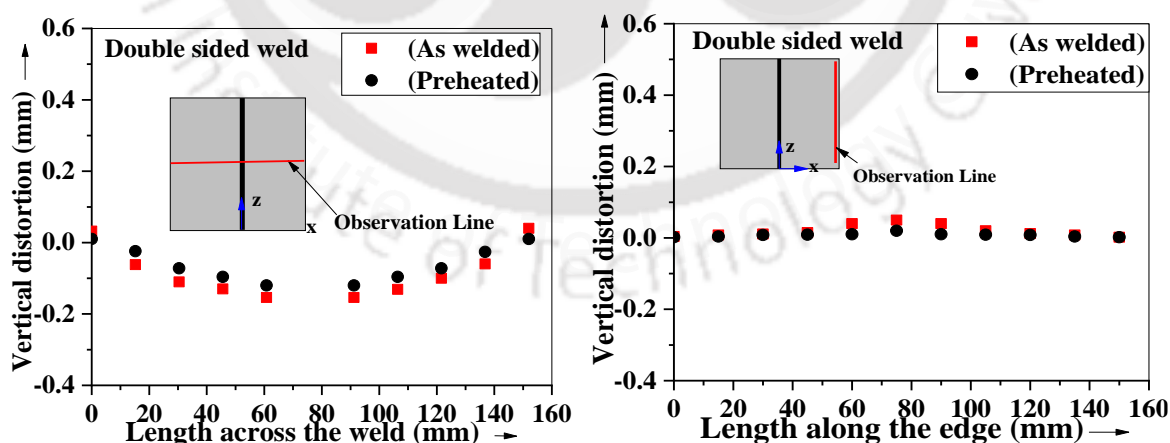 Double sided weld
(As welded)
(Preheated)
Vertical distortion (mm)
0.6
0.4
0.2
0.0
-0.2
-0.4
z
x
Observation Line
0 20 40 60 80 100 120 140 160
Length across the weld (mm)
Double sided weld
(As welded)
(Preheated)
Vertical distortion (mm)
0.6
0.4
0.2
0.0
-0.2
-0.4
z
x
Observation Line
0 20 40 60 80 100 120 140 160
Length along the edge (mm)
Institute of Technology